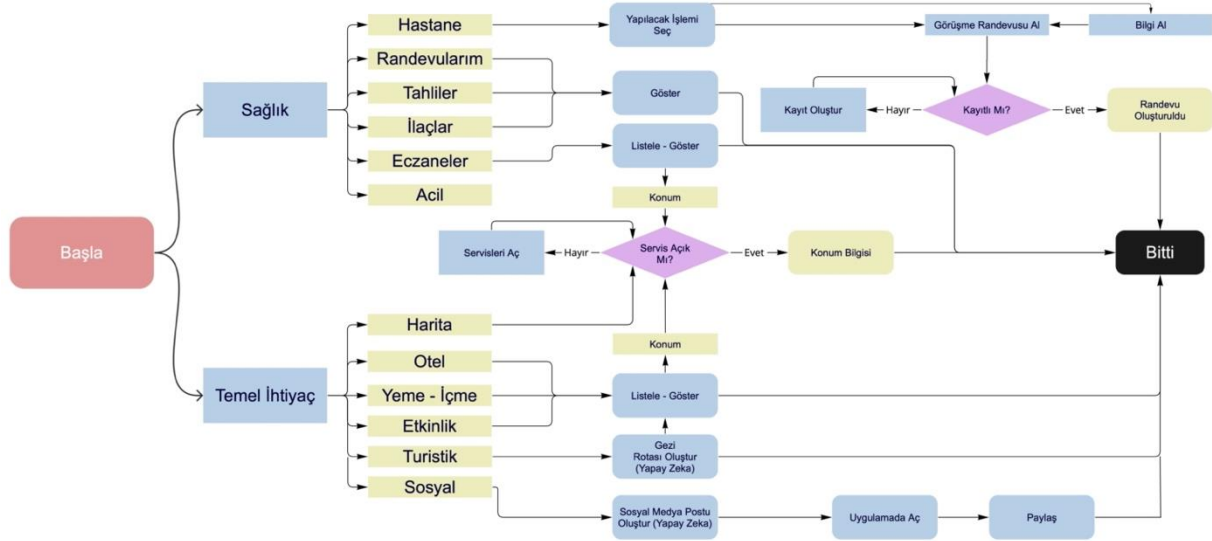 Hastane
Yapılacak İşlemi
Seç
Görüşme Randevusu Al
Bilgi Al
Randevularım
Tahliler
Göster
Kayıt Oluştur
Hayır
Kayıtlı Mı?
Evet
Randevu
Oluşturuldu
Sağlık
İlaçlar
Eczaneler
Listele - Göster
Acil
Konum
Başla
Servisleri Aç
Hayır
Servis Açık
Mı?
Evet
Konum Bilgisi
Bitti
Harita
Konum
Otel
Temel İhtiyaç
Yeme - İçme
Listele - Göster
Etkinlik
Turistik
Gezi
Rotası Oluştur
(Yapay Zeka)
Sosyal
Sosyal Medya Postu
Oluştur (Yapay Zeka)
Uygulamada Aç
Paylaş